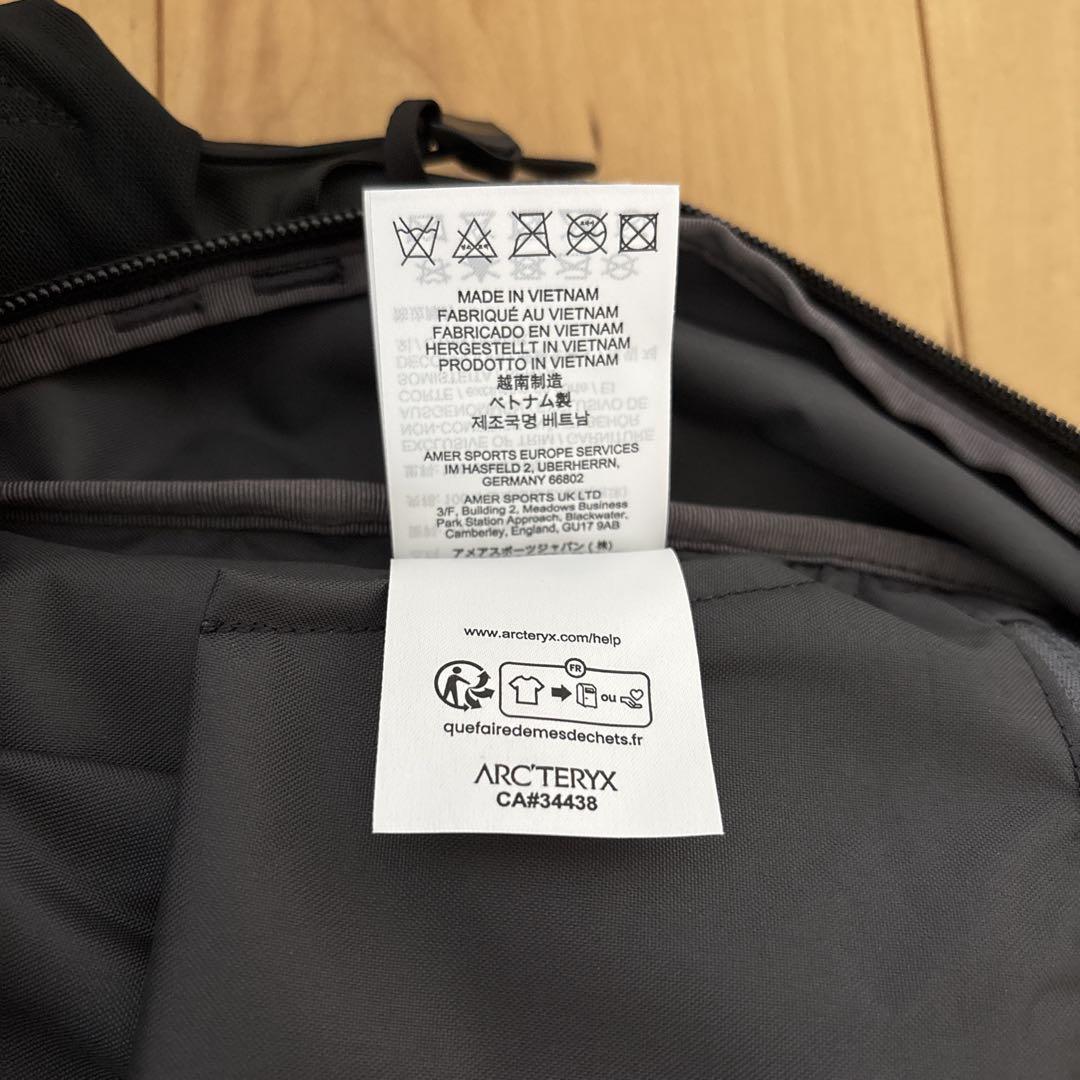 MADE IN VIETNAM
FABRIQUÉ AU VIETNAM
FABRICADO EN VIETNAM
HERGESTELLT IN VIETNAM
PRODOTTO IN VIETNAM
越南制造
ベトナム製
제조국명 베트남
AMER SPORTS EUROPE SERVICES
IM HASFELD 2, UBERHERRN,
GERMANY 66802
AMER SPORTS UK LTD
3/F, Building 2, Meadows Business
Park Station Approach, Blackwater,
Camberley, England, GU17 9AB
アメアスポーツジャパン (株)
www.arcteryx.com/help
FR
ou
quefairedemesdechets.fr
ARC'TERYX
CA#34438